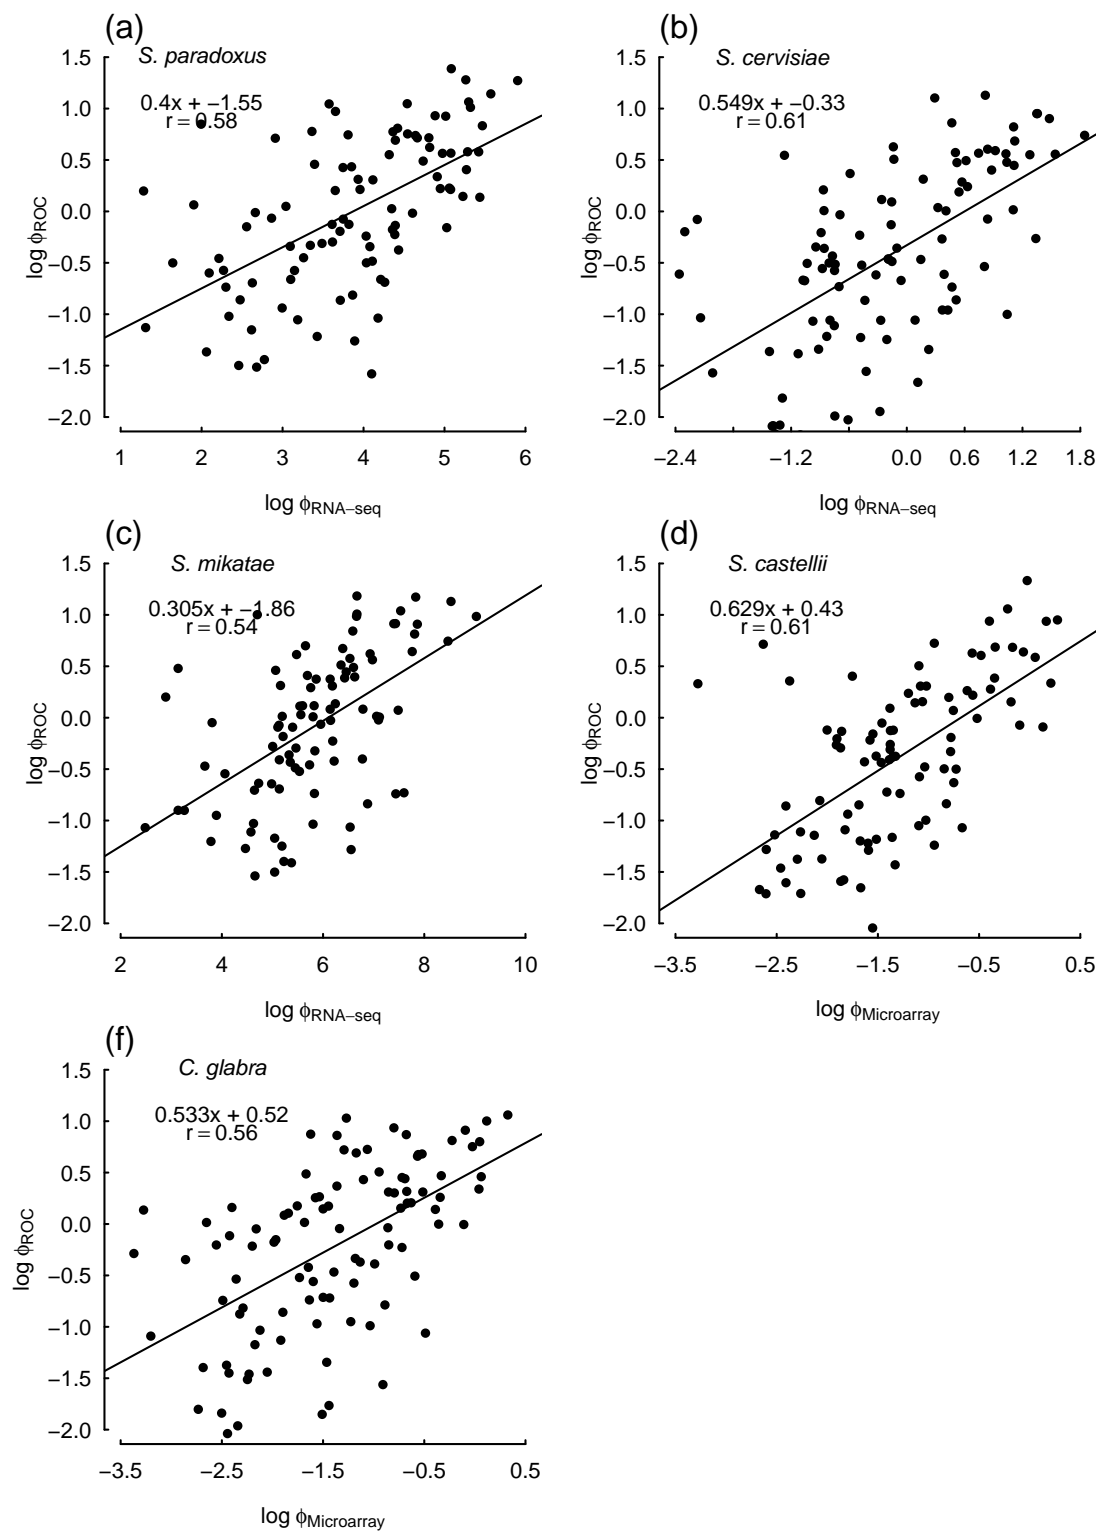 (a)
S. paradoxus
0.4x + −1.55
r = 0.58
log ϕROC
1.5
1.0
0.5
0.0
−0.5
−1.0
−1.5
−2.0
1 2 3 4 5 6
log ϕRNA−seq
(b)
S. cervisiae
0.549x + −0.33
r = 0.61
log ϕROC
1.5
1.0
0.5
0.0
−0.5
−1.0
−1.5
−2.0
−2.4 −1.2 0.0 0.6 1.2 1.8
log ϕRNA−seq
(c)
S. mikatae
0.305x + −1.86
r = 0.54
log ϕROC
1.5
1.0
0.5
0.0
−0.5
−1.0
−1.5
−2.0
2 4 6 8 10
log ϕRNA−seq
(d)
S. castellii
0.629x + 0.43
r = 0.61
log ϕROC
1.5
1.0
0.5
0.0
−0.5
−1.0
−1.5
−2.0
−3.5 −2.5 −1.5 −0.5 0.5
log ϕMicroarray
(f)
C. glabra
0.533x + 0.52
r = 0.56
log ϕROC
1.5
1.0
0.5
0.0
−0.5
−1.0
−1.5
−2.0
−3.5 −2.5 −1.5 −0.5 0.5
log ϕMicroarray